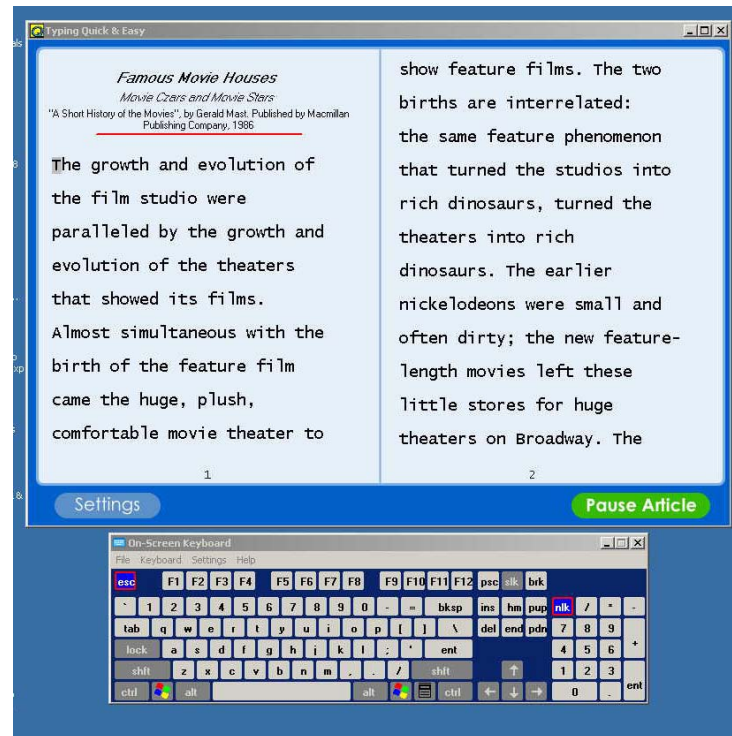 Typing Quick & Easy
Famous Movie Houses
Movie Czars and Movie Stars
"A Short History of the Movies", by Gerald Mast. Published by Macmillan
Publishing Company, 1986
The growth and evolution of
the film studio were
paralleled by the growth and
evolution of the theaters
that showed its films.
Almost simultaneous with the
birth of the feature film
came the huge, plush,
comfortable movie theater to
1
show feature films. The two
births are interrelated:
the same feature phenomenon
that turned the studios into
rich dinosaurs, turned the
theaters into rich
dinosaurs. The earlier
nickelodeons were small and
often dirty; the new feature-
length movies left these
little stores for huge
theaters on Broadway. The
2
Settings
Pause Article
On-Screen Keyboard
File Keyboard Settings Help
esc F1 F2 F3 F4 F5 F6 F7 F8 F9 F10 F11 F12 psc slk brk
` 1 2 3 4 5 6 7 8 9 0 - = bksp ins hm pup nlk / * -
tab q w e r t y u i o p [ ] \ del end pdn 7 8 9 +
lock a s d f g h j k l ; ' ent 4 5 6
shft z x c v b n m , . / shft ↑ 1 2 3 ent
ctrl alt alt ctrl ← ↓ → 0 .